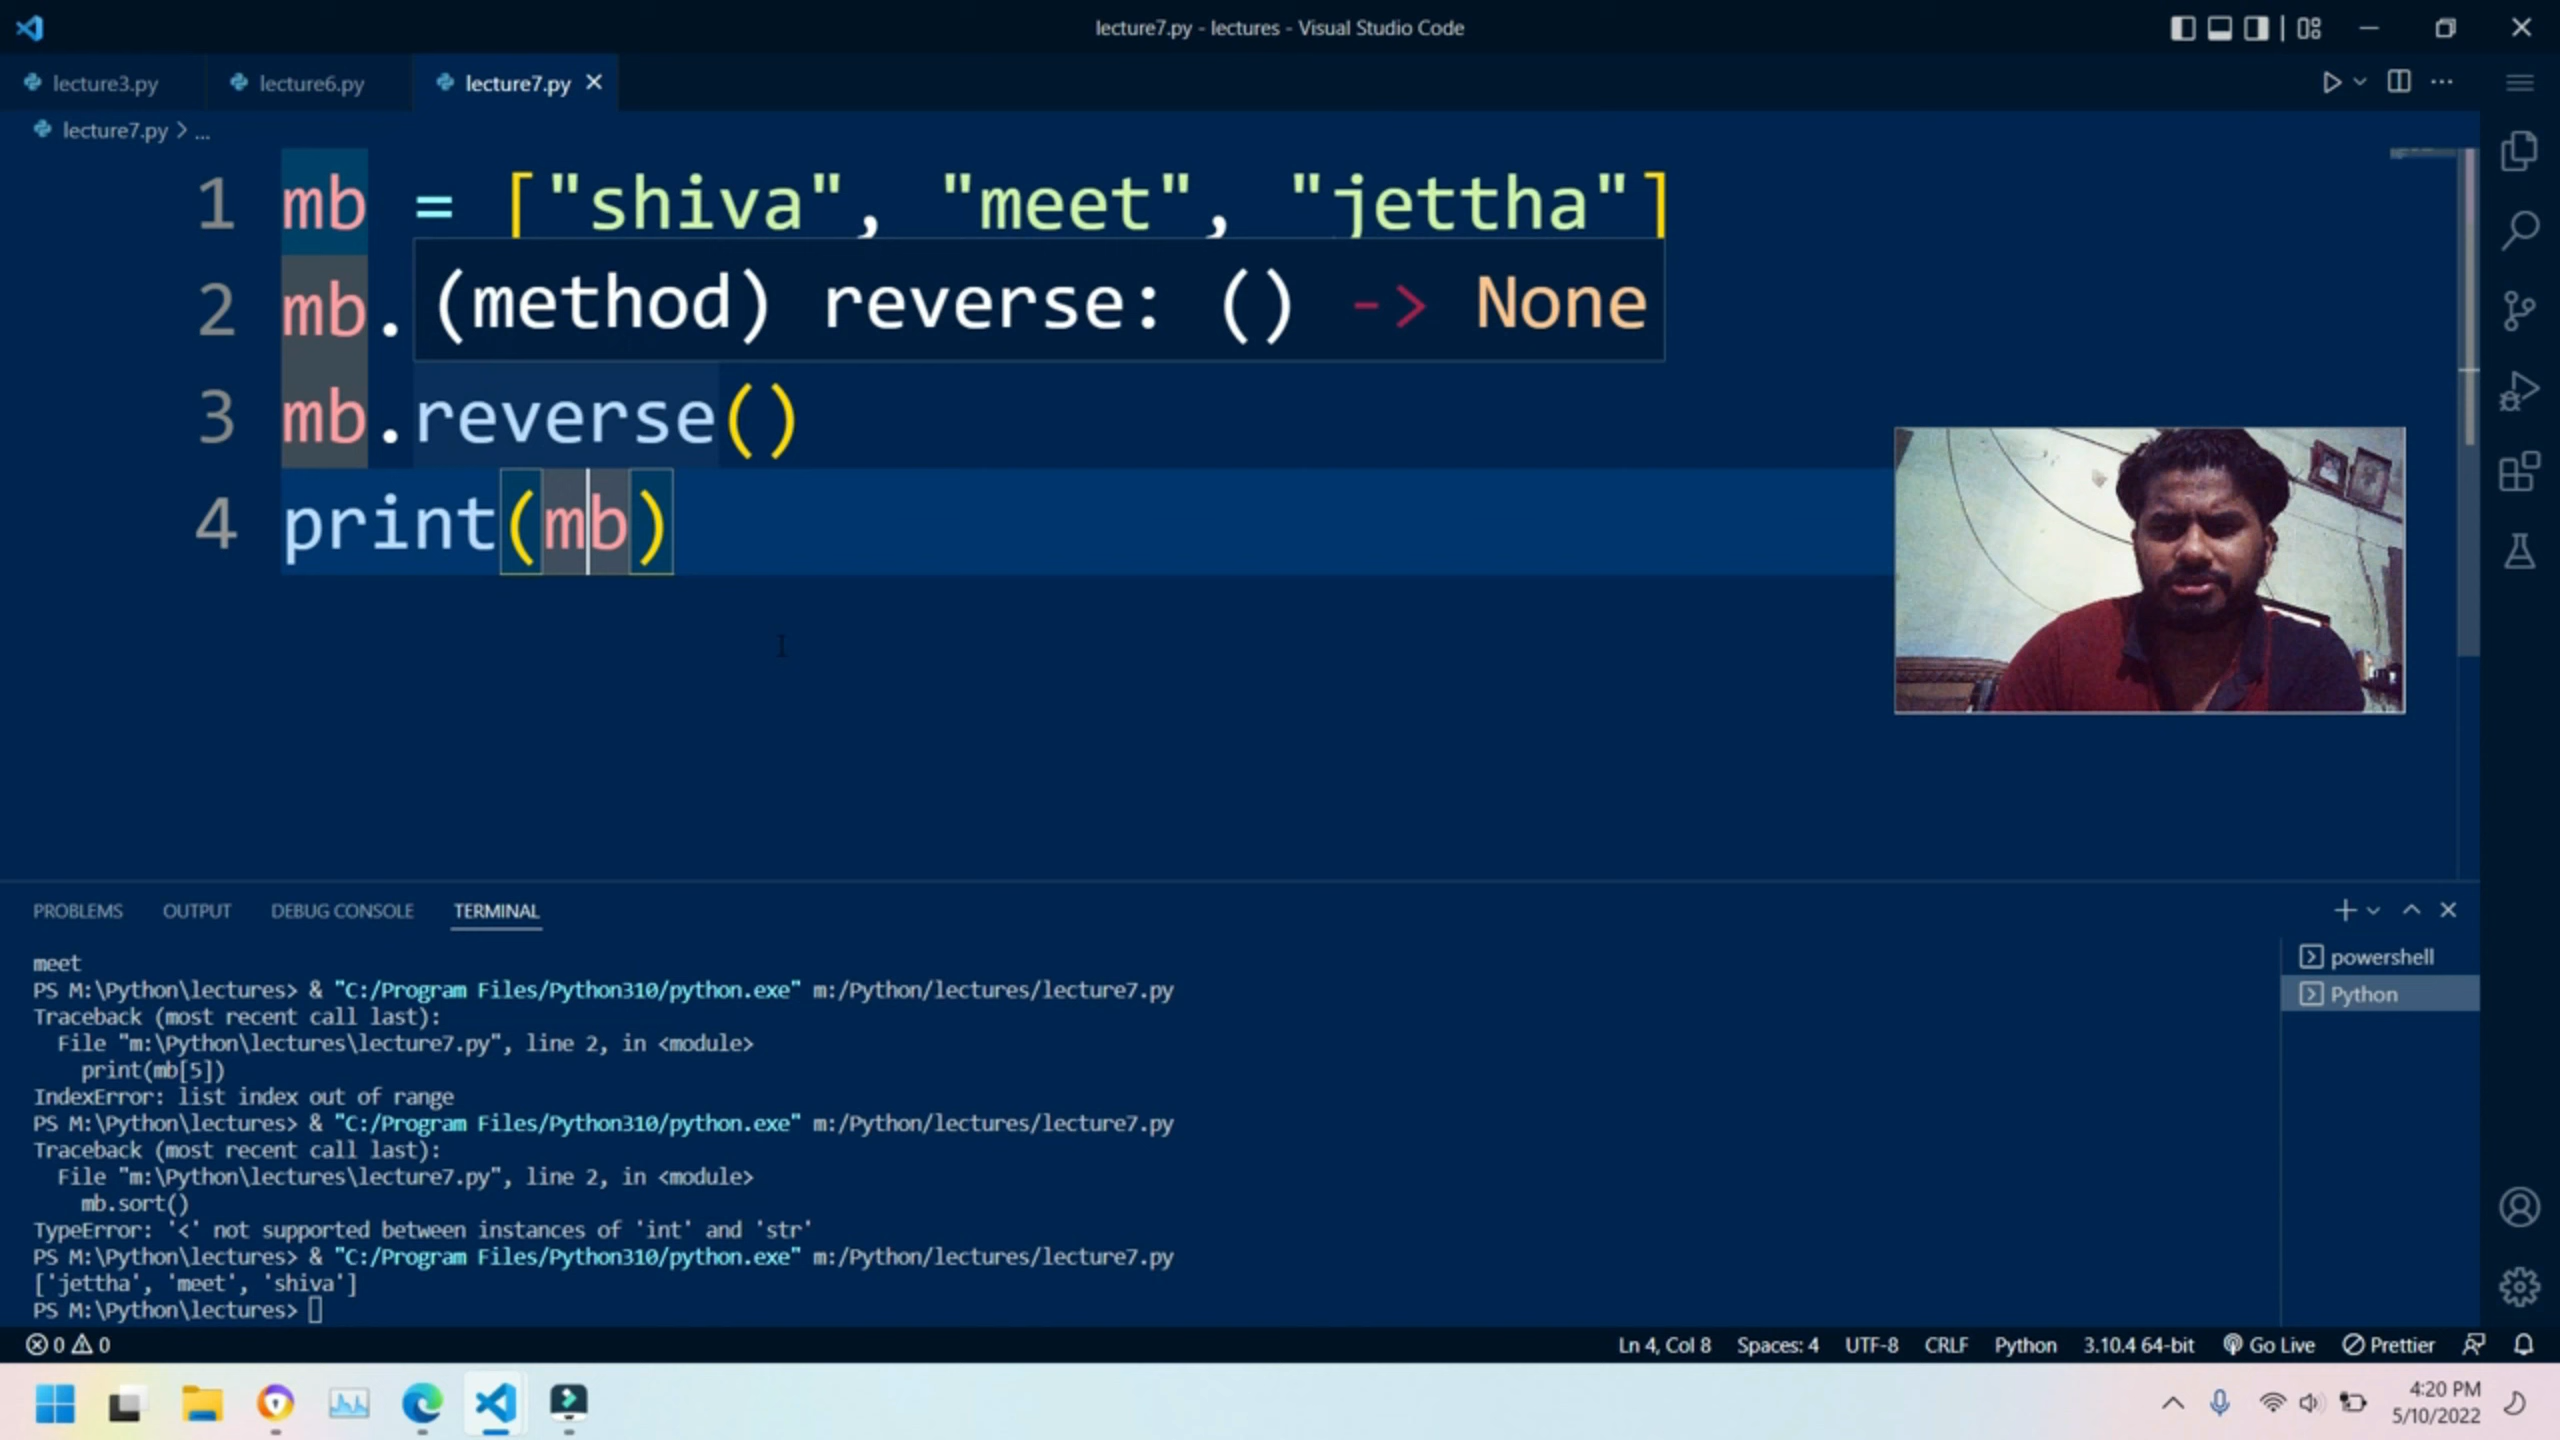 lecture7.py - lectures - Visual Studio Code
lecture3.py
lecture6.py
lecture7.py
lecture7.py > ...
1 mb = ["shiva", "meet", "jettha"]
2 mb.
(method) reverse: () -> None
3 mb.reverse()
4 print(mb)
PROBLEMS
OUTPUT
DEBUG CONSOLE
TERMINAL
meet
PS M:\Python\lectures> & "C:/Program Files/Python310/python.exe" m:/Python/lectures/lecture7.py
Traceback (most recent call last):
File "m:\Python\lectures\lecture7.py", line 2, in <module>
print(mb[5])
IndexError: list index out of range
PS M:\Python\lectures> & "C:/Program Files/Python310/python.exe" m:/Python/lectures/lecture7.py
Traceback (most recent call last):
File "m:\Python\lectures\lecture7.py", line 2, in <module>
mb.sort()
TypeError: '<' not supported between instances of 'int' and 'str'
PS M:\Python\lectures> & "C:/Program Files/Python310/python.exe" m:/Python/lectures/lecture7.py
['jettha', 'meet', 'shiva']
PS M:\Python\lectures>
powershell
Python
0 0
Ln 4, Col 8
Spaces: 4
UTF-8
CRLF
Python
3.10.4 64-bit
Go Live
Prettier
4:20 PM
5/10/2022